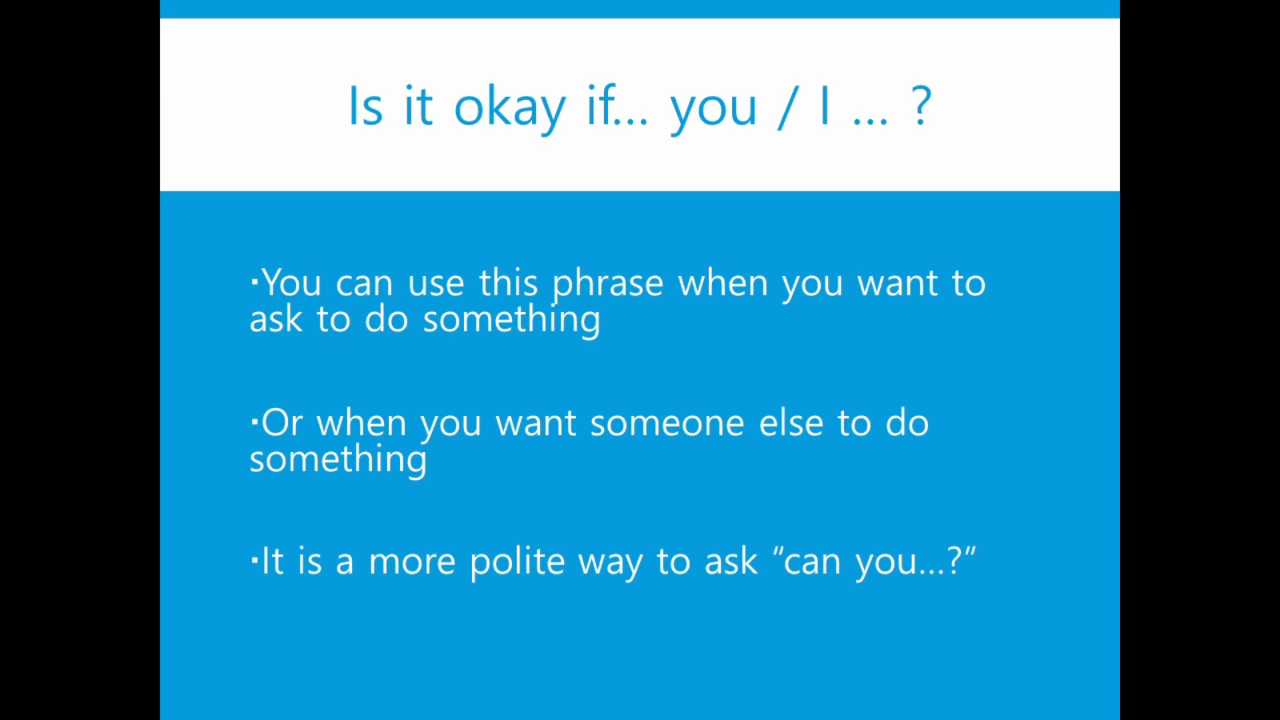 Is it okay if... you / I ... ?
·You can use this phrase when you want to
ask to do something
·Or when you want someone else to do
something
·It is a more polite way to ask “can you...?”